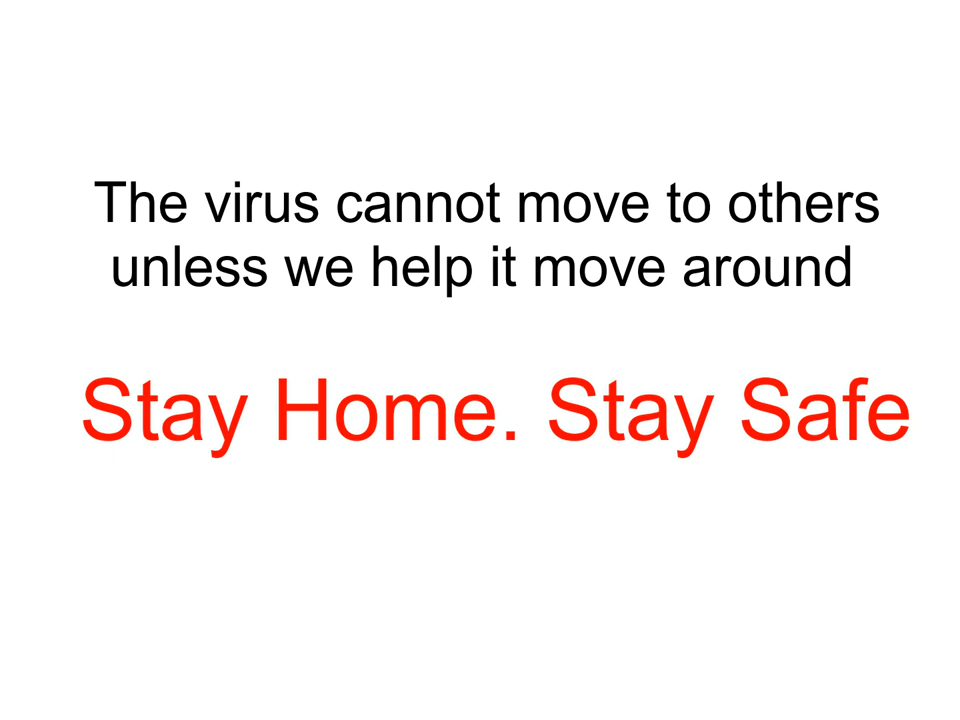 The virus cannot move to others
unless we help it move around
Stay Home. Stay Safe